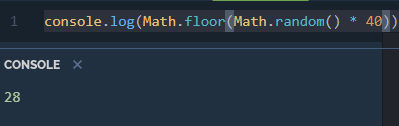 1 console.log(Math.floor(Math.random() * 40))
CONSOLE ×
28